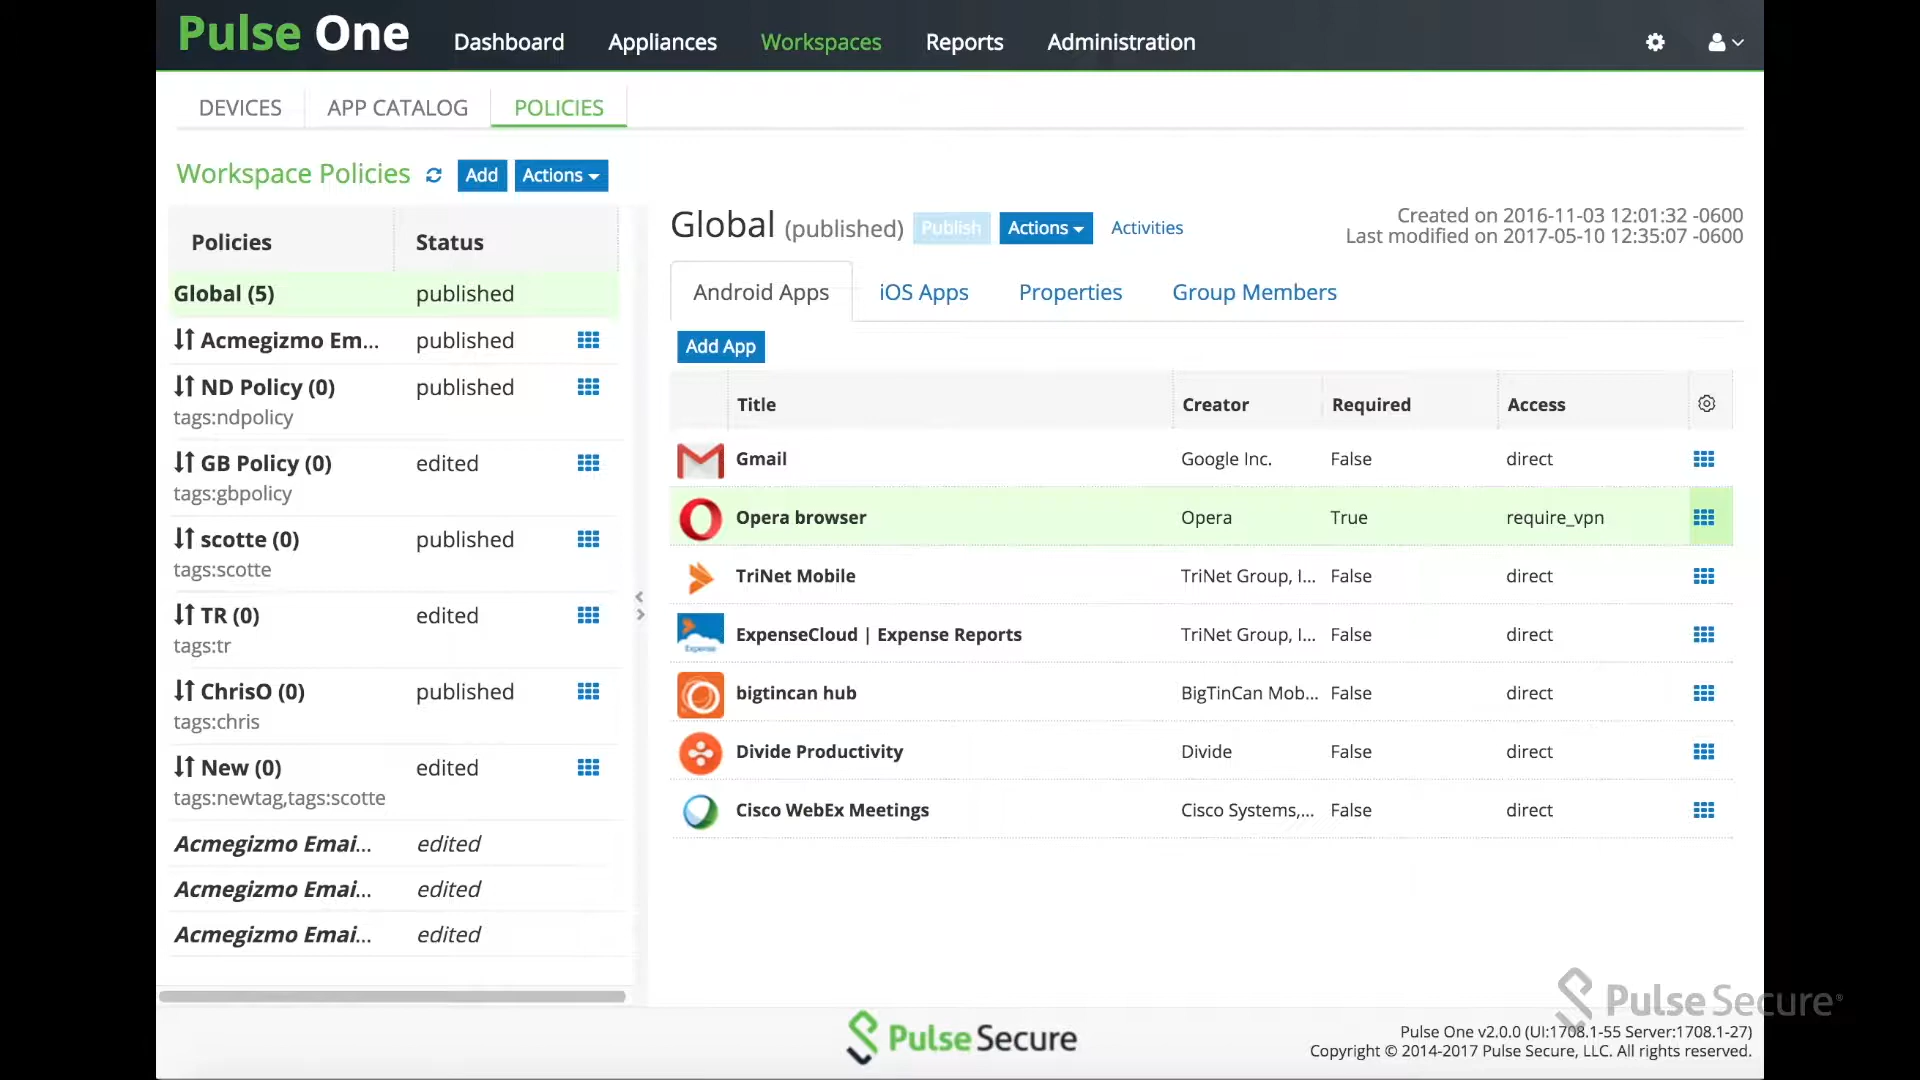 Pulse One Dashboard Appliances Workspaces Reports Administration
DEVICES APP CATALOG POLICIES
Workspace Policies Add Actions
Global (published) Publish Actions Activities
Created on 2016-11-03 12:01:32 -0600
Last modified on 2017-05-10 12:35:07 -0600
Policies Status
Global (5) published
Acmegizmo Em... published
ND Policy (0) published
tags:ndpolicy
GB Policy (0) edited
tags:gbpolicy
scotte (0) published
tags:scotte
TR (0) edited
tags:tr
ChrisO (0) published
tags:chris
New (0) edited
tags:newtag,tags:scotte
Acmegizmo Emai... edited
Acmegizmo Emai... edited
Acmegizmo Emai... edited
Android Apps iOS Apps Properties Group Members
Add App
Title Creator Required Access
Gmail Google Inc. False direct
Opera browser Opera True require_vpn
TriNet Mobile TriNet Group, I... False direct
Expense
ExpenseCloud | Expense Reports TriNet Group, I... False direct
bigtincan hub BigTinCan Mob... False direct
Divide Productivity Divide False direct
Cisco WebEx Meetings Cisco Systems,... False direct
Pulse Secure
Pulse Secure®
Pulse One v2.0.0 (UI:1708.1-55 Server:1708.1-27)
Copyright © 2014-2017 Pulse Secure, LLC. All rights reserved.